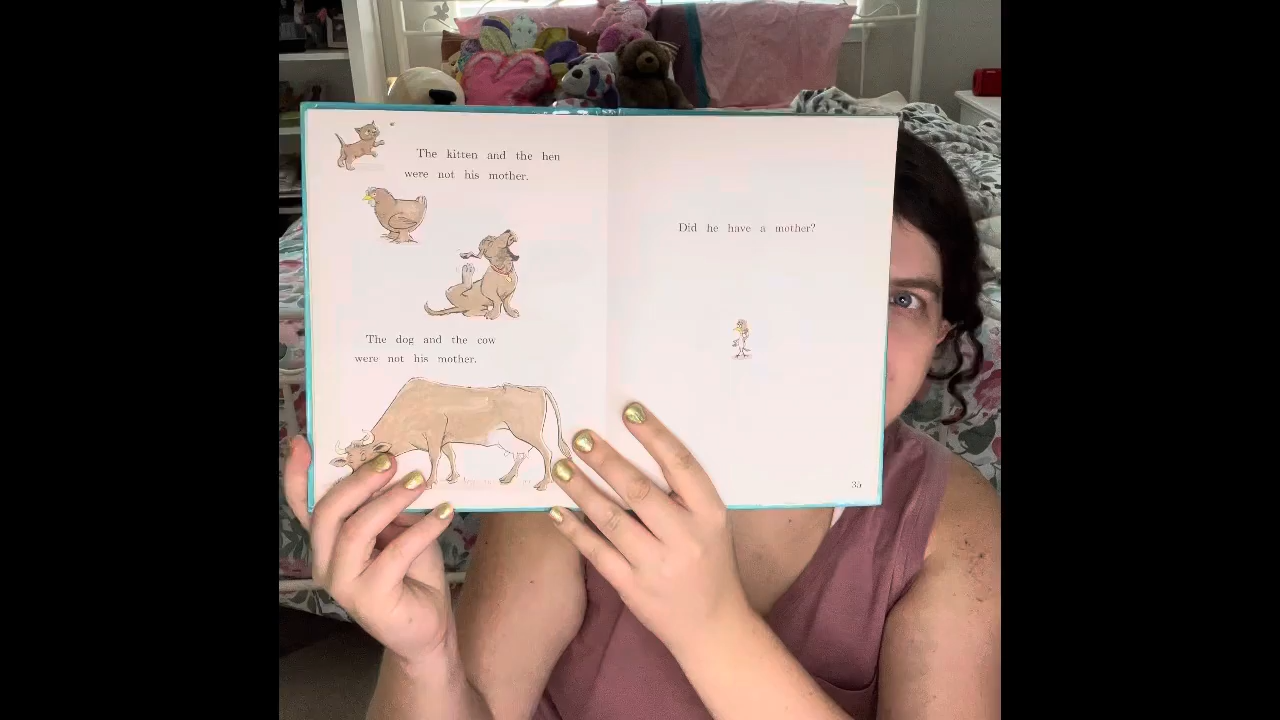 The kitten and the hen
were not his mother.
The dog and the cow
were not his mother.
Did he have a mother?
35